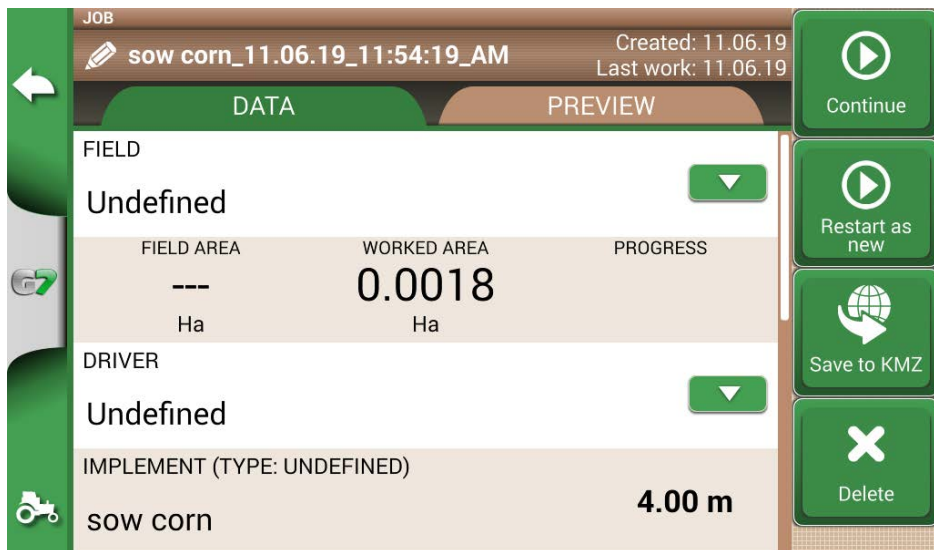 JOB
sow corn_11.06.19_11:54:19_AM
Created: 11.06.19
Last work: 11.06.19
DATA
PREVIEW
FIELD
Undefined
FIELD AREA
WORKED AREA
PROGRESS
---
0.0018
Ha
Ha
DRIVER
Undefined
IMPLEMENT (TYPE: UNDEFINED)
sow corn
4.00 m
G7
Continue
Restart as
new
Save to KMZ
Delete